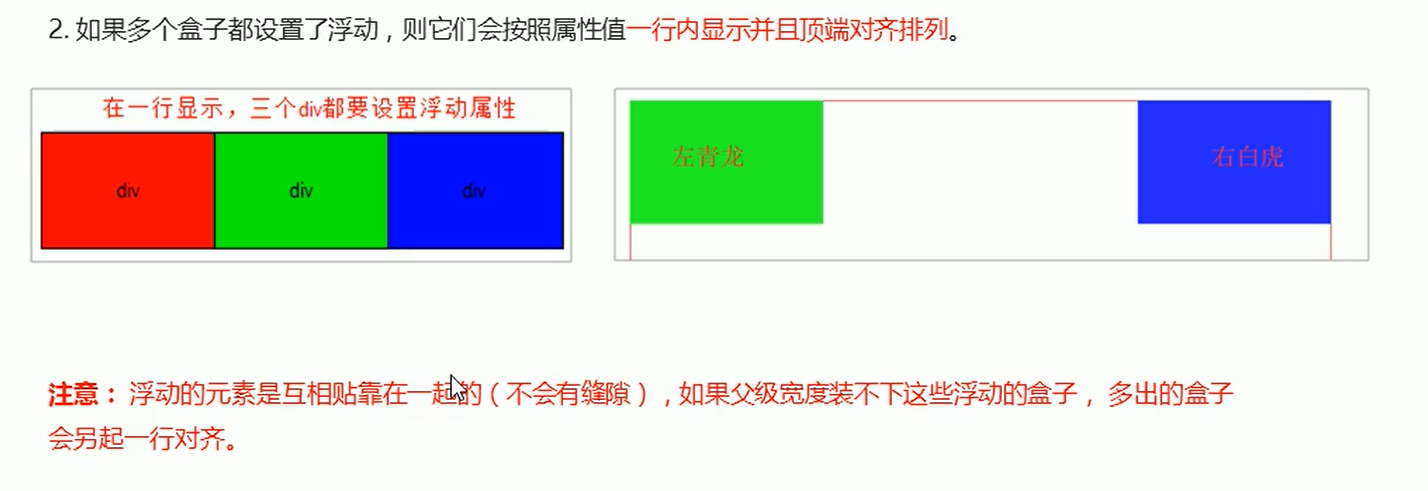 2. 如果多个盒子都设置了浮动，则它们会按照属性值一行内显示并且顶端对齐排列。
在一行显示，三个div都要设置浮动属性
div
div
div
左青龙
右白虎
注意： 浮动的元素是互相贴靠在一起的（不会有缝隙），如果父级宽度装不下这些浮动的盒子， 多出的盒子
会另起一行对齐。